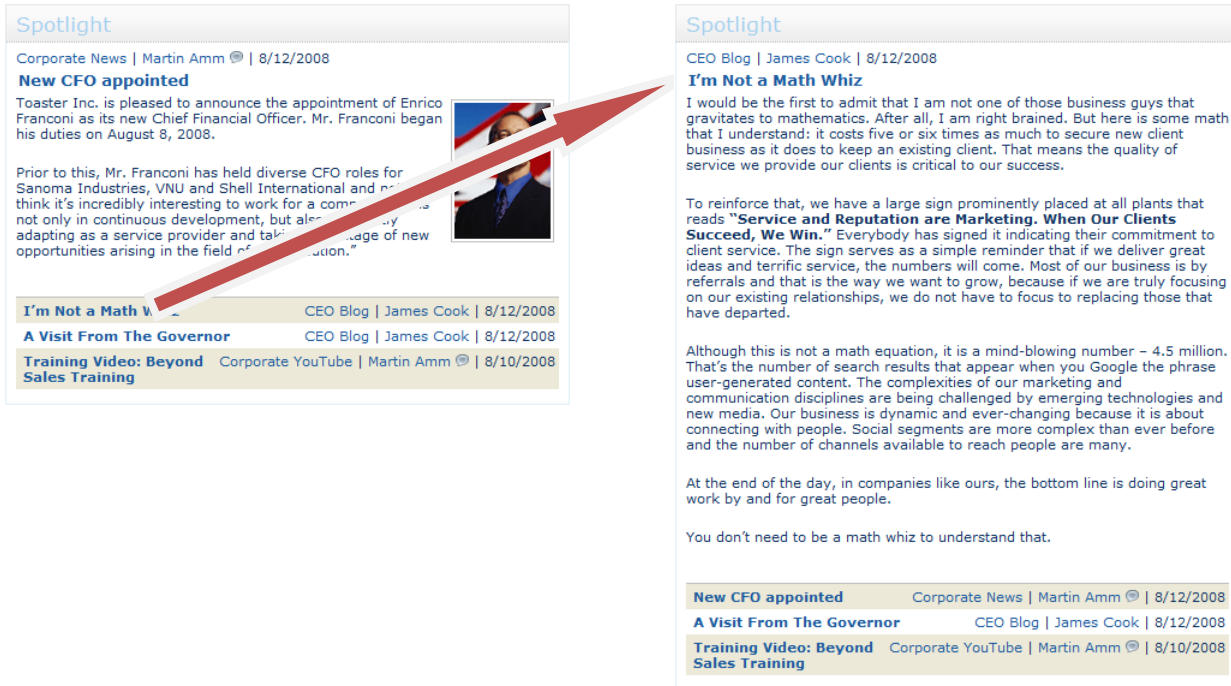 Spotlight
Corporate News | Martin Amm | 8/12/2008
New CFO appointed
Toaster Inc. is pleased to announce the appointment of Enrico
Franconi as its new Chief Financial Officer. Mr. Franconi began
his duties on August 8, 2008.
Prior to this, Mr. Franconi has held diverse CFO roles for
Sanoma Industries, VNU and Shell International and
think it's incredibly interesting to work for a
not only in continuous development, but
adapting as a service provider and of new
opportunities arising in the field of
I'm Not a Math CEO Blog | James Cook | 8/12/2008
A Visit From The Governor CEO Blog | James Cook | 8/12/2008
Training Video: Beyond Corporate YouTube | Martin Amm | 8/10/2008
Sales Training
Spotlight
CEO Blog | James Cook | 8/12/2008
I'm Not a Math Whiz
I would be the first to admit that I am not one of those business guys that
gravitates to mathematics. After all, I am right brained. But here is some math
that I understand: it costs five or six times as much to secure new client
business as it does to keep an existing client. That means the quality of
service we provide our clients is critical to our success.
To reinforce that, we have a large sign prominently placed at all plants that
reads “Service and Reputation are Marketing. When Our Clients
Succeed, We Win.” Everybody has signed it indicating their commitment to
client service. The sign serves as a simple reminder that if we deliver great
ideas and terrific service, the numbers will come. Most of our business is by
referrals and that is the way we want to grow, because if we are truly focusing
on our existing relationships, we do not have to focus to replacing those that
have departed.
Although this is not a math equation, it is a mind-blowing number – 4.5 million.
That's the number of search results that appear when you Google the phrase
user-generated content. The complexities of our marketing and
communication disciplines are being challenged by emerging technologies and
new media. Our business is dynamic and ever-changing because it is about
connecting with people. Social segments are more complex than ever before
and the number of channels available to reach people are many.
At the end of the day, in companies like ours, the bottom line is doing great
work by and for great people.
You don't need to be a math whiz to understand that.
New CFO appointed Corporate News | Martin Amm | 8/12/2008
A Visit From The Governor CEO Blog | James Cook | 8/12/2008
Training Video: Beyond Corporate YouTube | Martin Amm | 8/10/2008
Sales Training